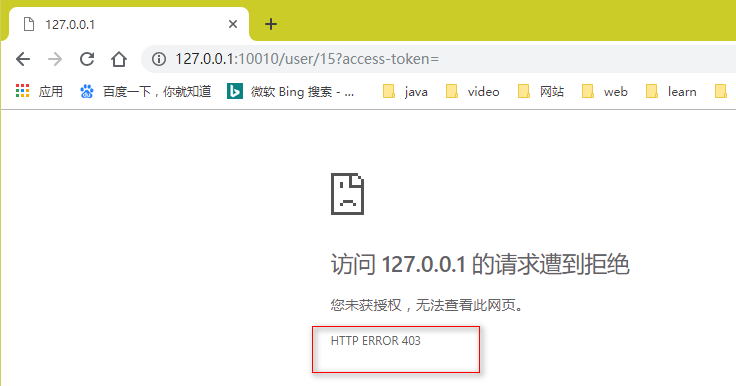 127.0.0.1
127.0.0.1:10010/user/15?access-token=
应用 百度一下，你就知道 微软 Bing 搜索 - ... java video 网站 web learn
访问 127.0.0.1 的请求遭到拒绝
您未获授权，无法查看此网页。
HTTP ERROR 403